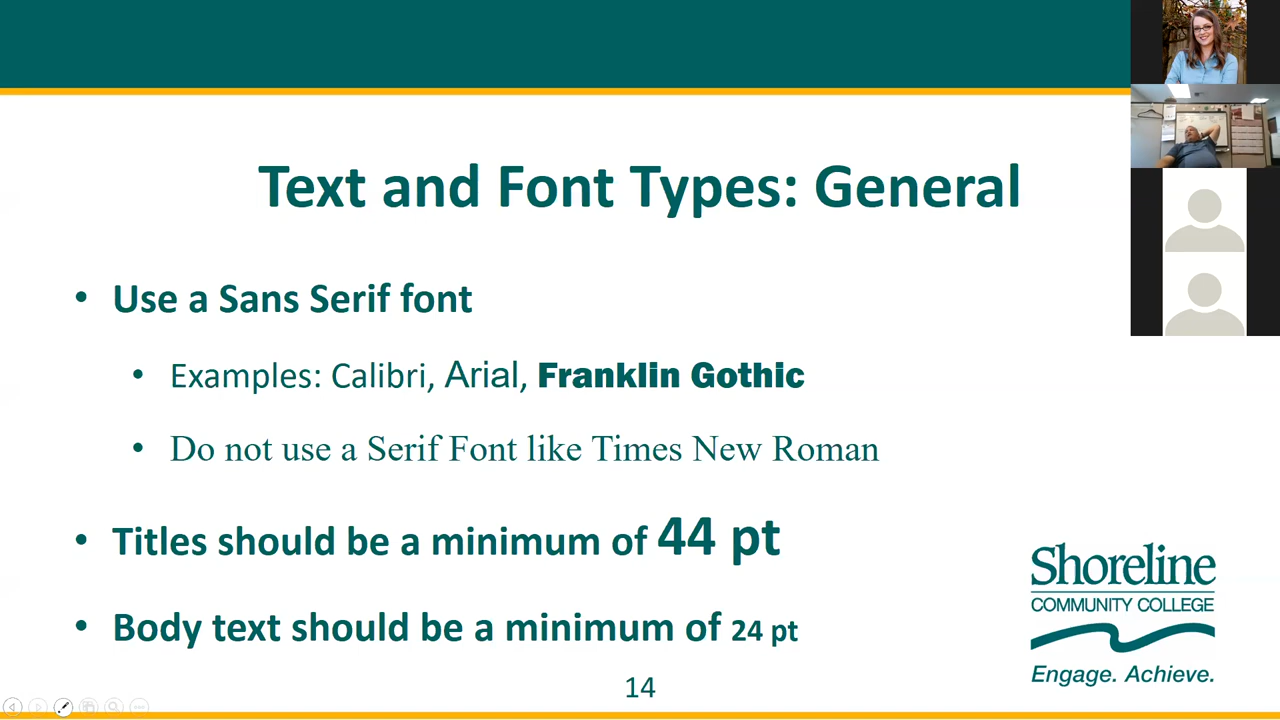 Text and Font Types: General
• Use a Sans Serif font
• Examples: Calibri, Arial, Franklin Gothic
• Do not use a Serif Font like Times New Roman
• Titles should be a minimum of 44 pt
• Body text should be a minimum of 24 pt
Shoreline
COMMUNITY COLLEGE
Engage. Achieve.
14